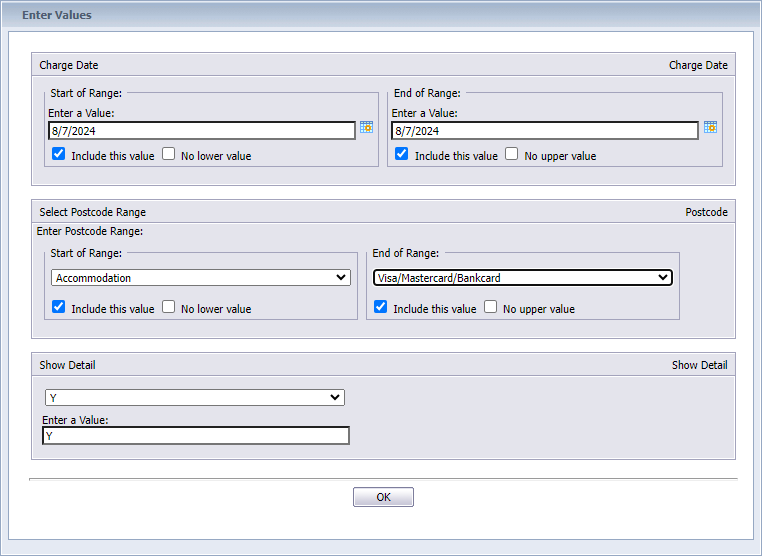 Enter Values
Charge Date Charge Date
Start of Range: End of Range:
Enter a Value: Enter a Value:
8/7/2024 8/7/2024
Include this value No lower value Include this value No upper value
Select Postcode Range Postcode
Enter Postcode Range:
Start of Range: End of Range:
Accommodation Visa/Mastercard/Bankcard
Include this value No lower value Include this value No upper value
Show Detail Show Detail
Y
Enter a Value:
Y
OK